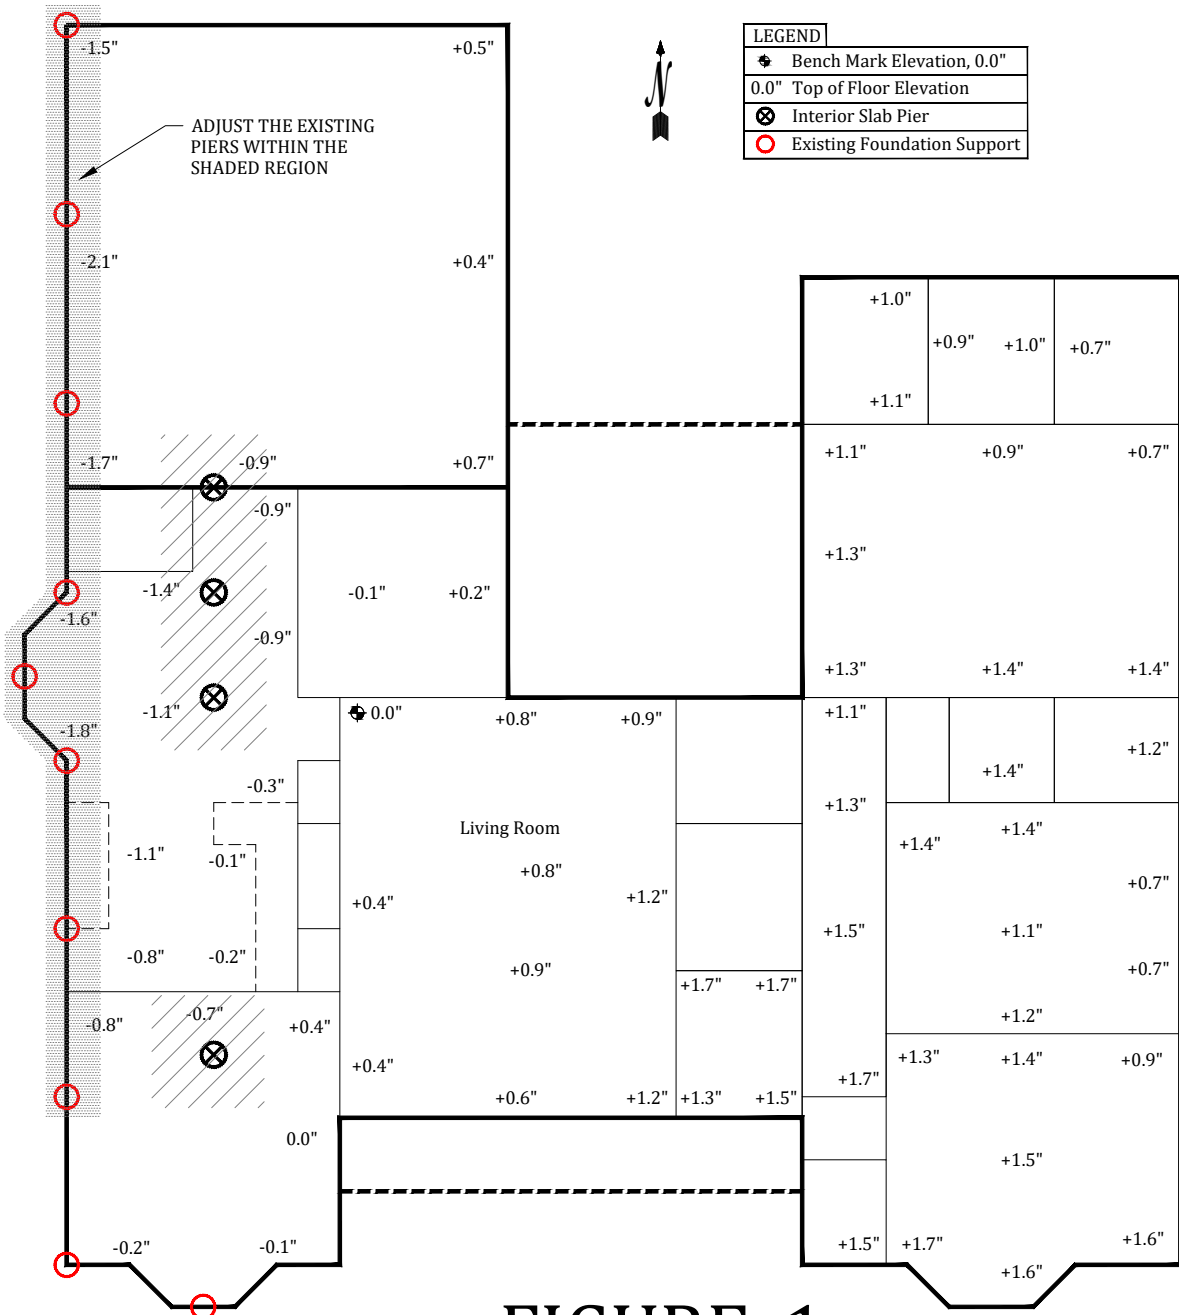 LEGEND
Bench Mark Elevation, 0.0"
0.0" Top of Floor Elevation
Interior Slab Pier
Existing Foundation Support
N
-1.5" +0.5"
ADJUST THE EXISTING
PIERS WITHIN THE
SHADED REGION
-2.1" +0.4"
+1.0"
+0.9" +1.0" +0.7"
+1.1"
-1.7" -0.9" +0.7" +1.1" +0.9" +0.7"
-0.9"
+1.3"
-1.4" -0.1" +0.2"
-1.6"
-0.9"
+1.3" +1.4" +1.4"
-1.1" 0.0" +0.8" +0.9" +1.1"
-1.8" +1.2"
+1.4"
-0.3" +1.3"
Living Room +1.4"
+1.4"
-1.1" -0.1" +0.8" +0.7"
+0.4" +1.2"
+1.5" +1.1"
-0.8" -0.2" +0.9" +0.7"
+1.7" +1.7"
-0.8" -0.7" +0.4" +1.2"
+0.4" +1.3" +1.4" +0.9"
+1.7"
+0.6" +1.2" +1.3" +1.5"
0.0"
+1.5"
-0.2" -0.1" +1.5" +1.7" +1.6"
+1.6"
FIGURE 1